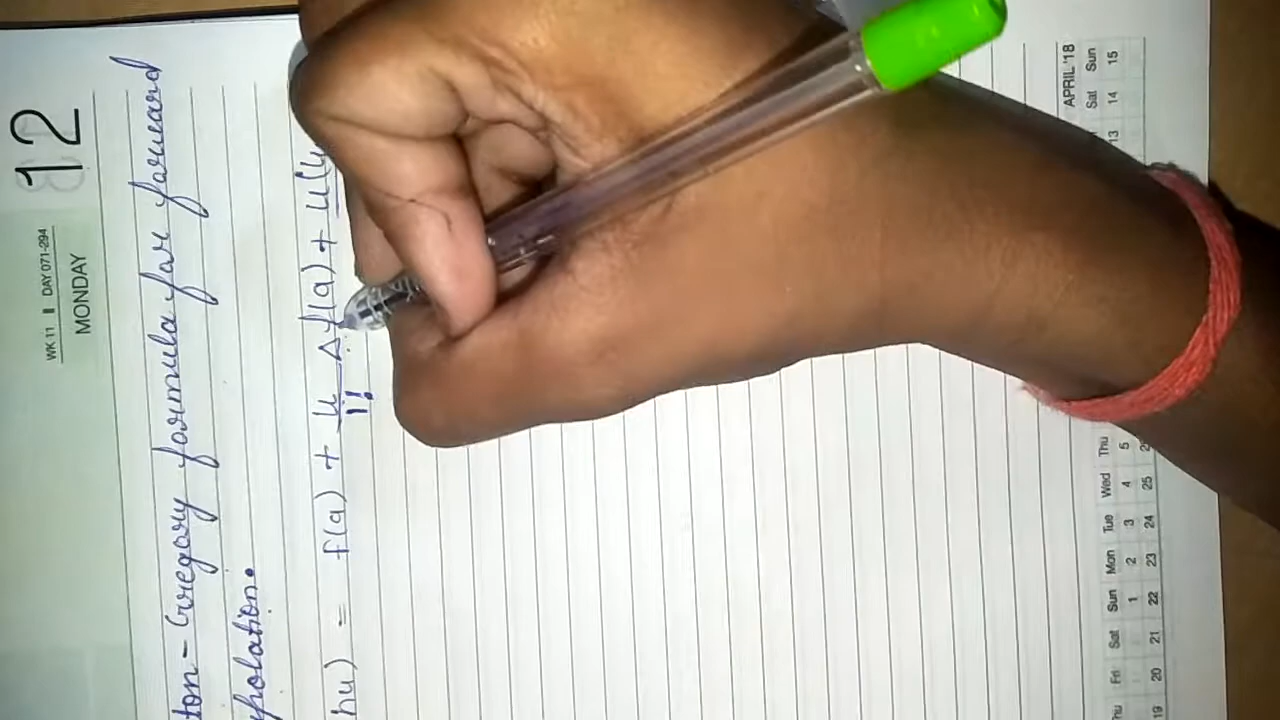 12
WK 11 DAY 071-294
MONDAY
ton - Gregory formula for forward
polation.
hu) = f(a) + u/1! Δf(a) + u(u
APRIL'18
Thu Fri Sat Sun Mon Tue Wed Thu Sat Sun
1 2 3 4 5 13 14 15
19 20 21 22 23 24 25